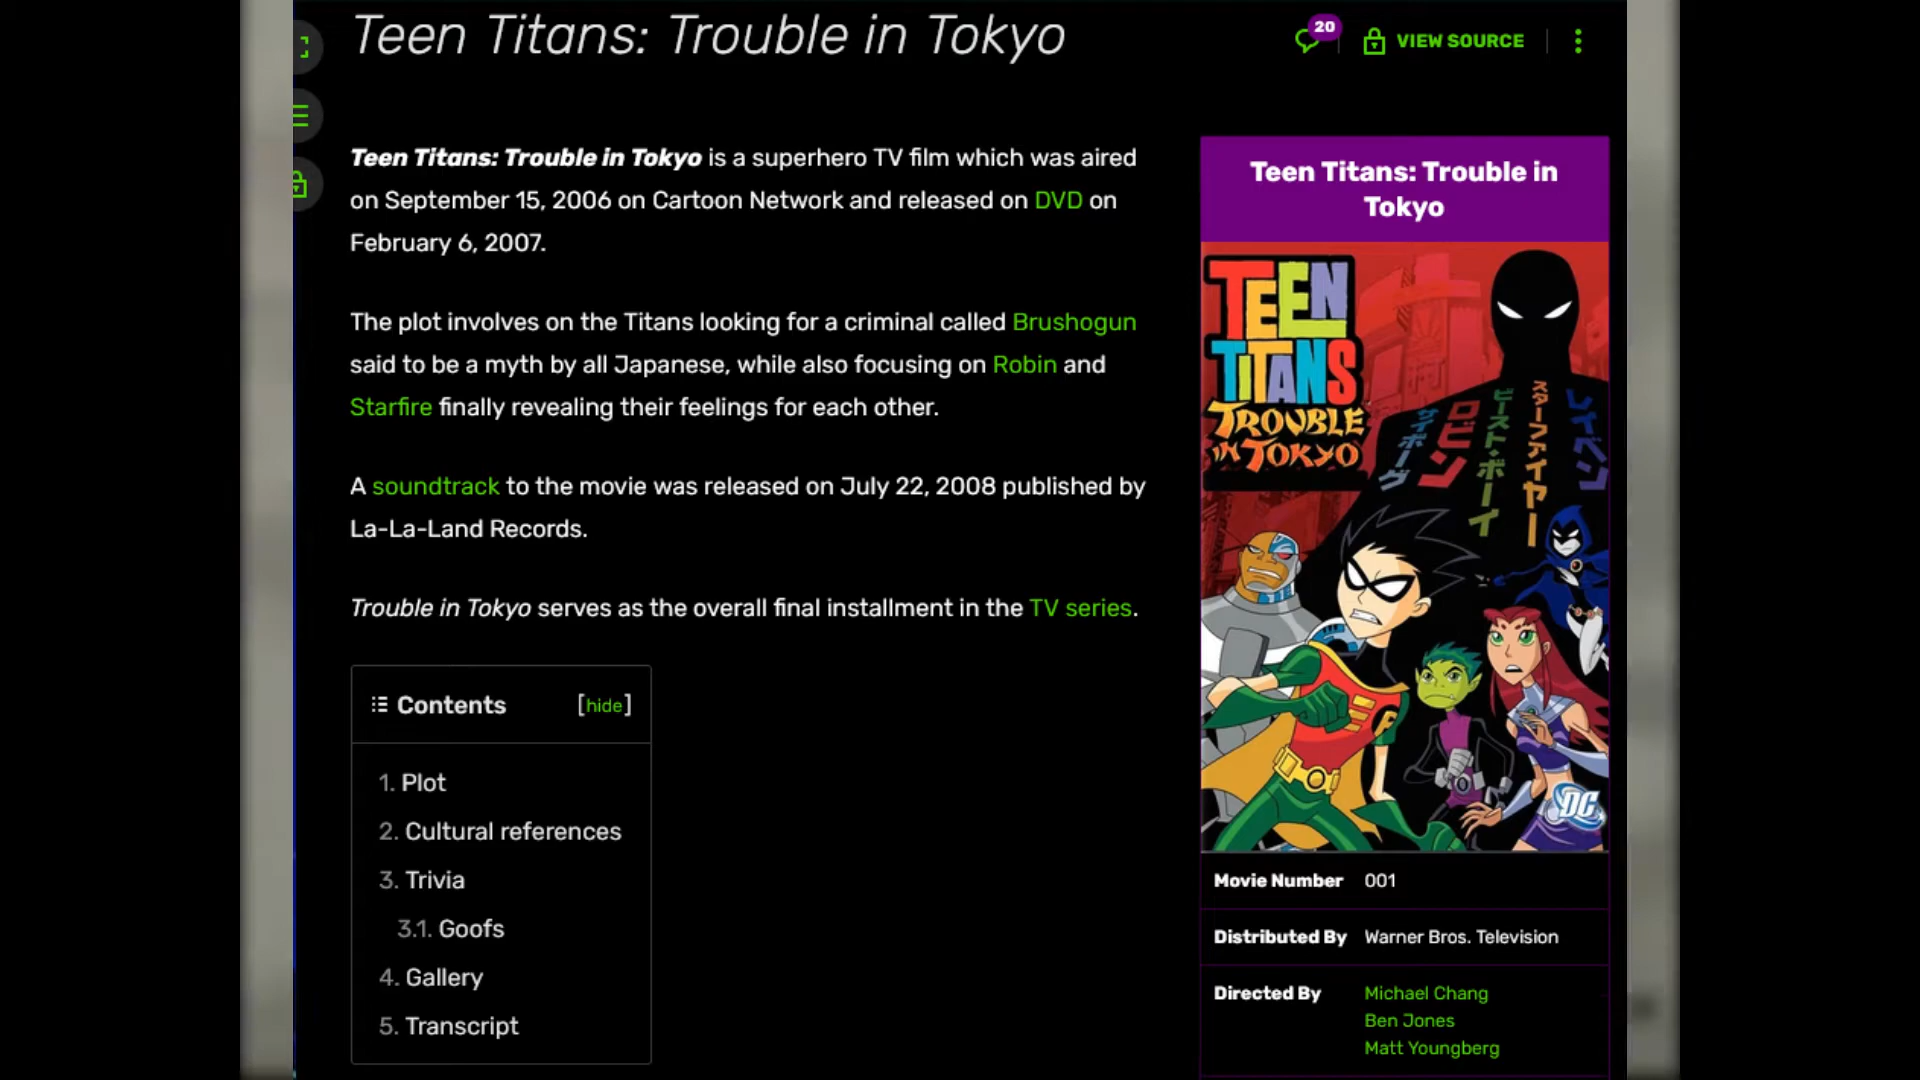 Teen Titans: Trouble in Tokyo
20
VIEW SOURCE
Teen Titans: Trouble in Tokyo is a superhero TV film which was aired
on September 15, 2006 on Cartoon Network and released on DVD on
February 6, 2007.
The plot involves on the Titans looking for a criminal called Brushogun
said to be a myth by all Japanese, while also focusing on Robin and
Starfire finally revealing their feelings for each other.
A soundtrack to the movie was released on July 22, 2008 published by
La-La-Land Records.
Trouble in Tokyo serves as the overall final installment in the TV series.
Contents [hide]
1. Plot
2. Cultural references
3. Trivia
3.1. Goofs
4. Gallery
5. Transcript
Teen Titans: Trouble in
Tokyo
TEEN
TITANS
TROUBLE
IN TOKYO
レイベン
スターファイヤー
ビースト・ボーイ
ロビン
サイボーグ
R
DC
Movie Number 001
Distributed By Warner Bros. Television
Directed By Michael Chang
Ben Jones
Matt Youngberg